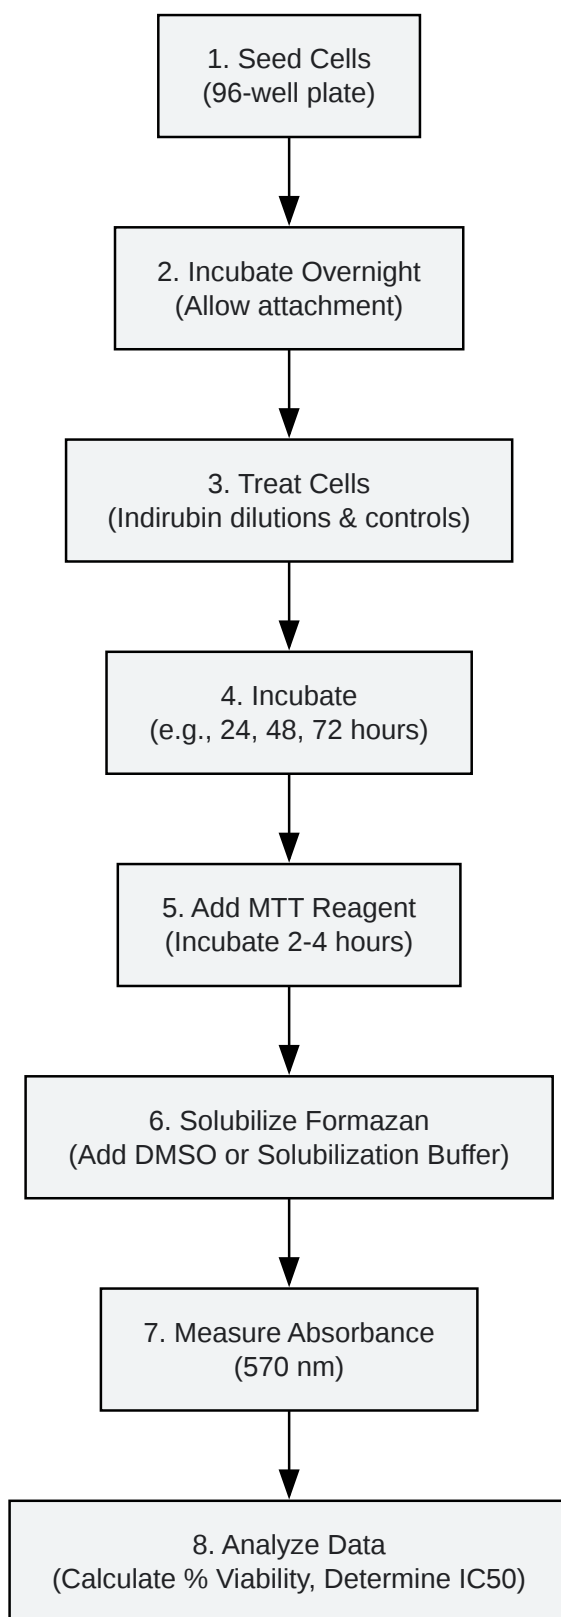 1. Seed Cells
(96-well plate)
2. Incubate Overnight
(Allow attachment)
3. Treat Cells
(Indirubin dilutions & controls)
4. Incubate
(e.g., 24, 48, 72 hours)
5. Add MTT Reagent
(Incubate 2-4 hours)
6. Solubilize Formazan
(Add DMSO or Solubilization Buffer)
7. Measure Absorbance
(570 nm)
8. Analyze Data
(Calculate % Viability, Determine IC50)